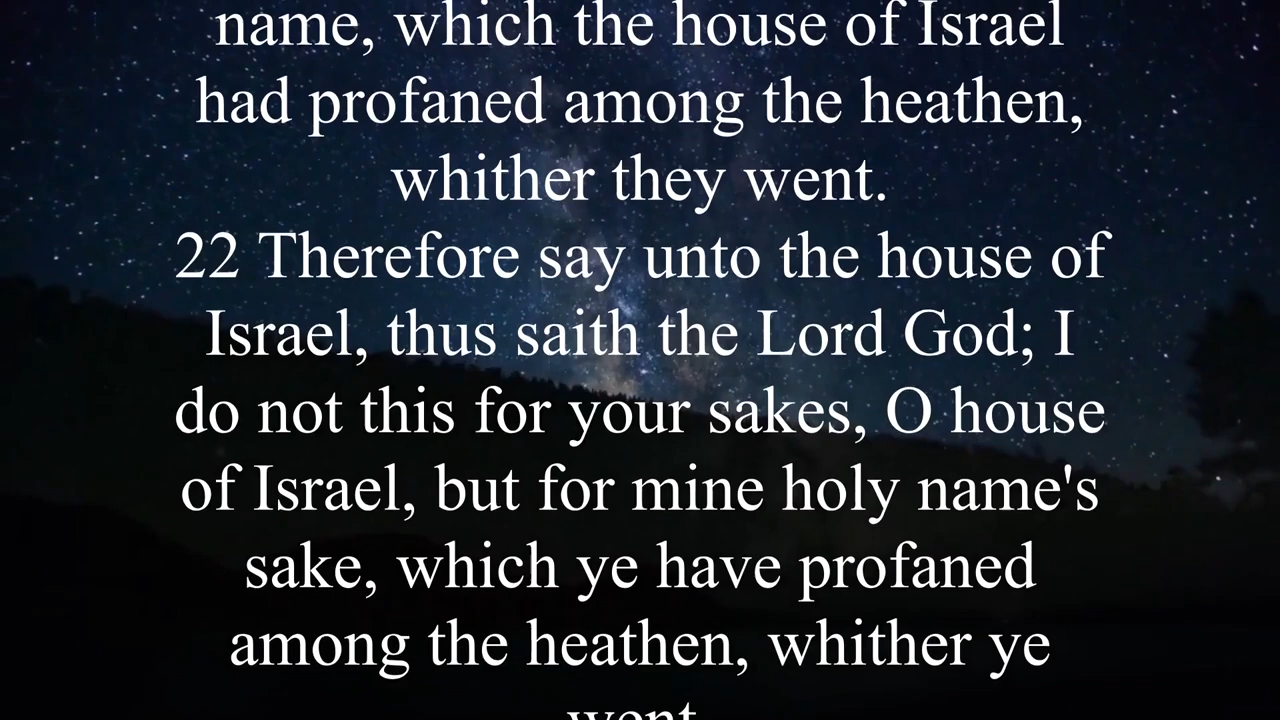 name, which the house of Israel
had profaned among the heathen,
whither they went.
22 Therefore say unto the house of
Israel, thus saith the Lord God; I
do not this for your sakes, O house
of Israel, but for mine holy name's
sake, which ye have profaned
among the heathen, whither ye
went.